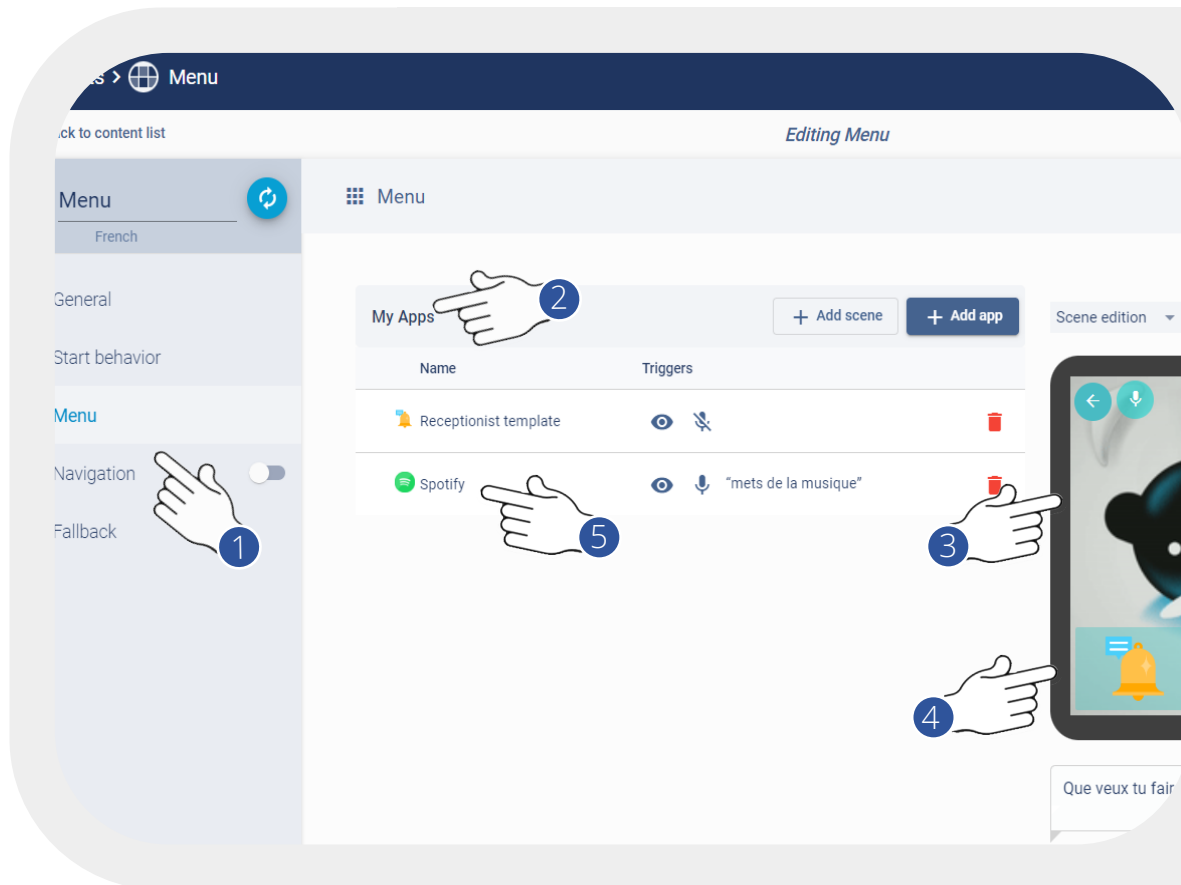 > Menu
to content list
Editing Menu
Menu
French
Menu
General
Start behavior
Menu
Navigation
Fallback
1
My Apps
2
+ Add scene
+ Add app
Name Triggers
Receptionist template
Spotify
“mets de la musique”
5
3
4
Scene edition
Que veux tu fair